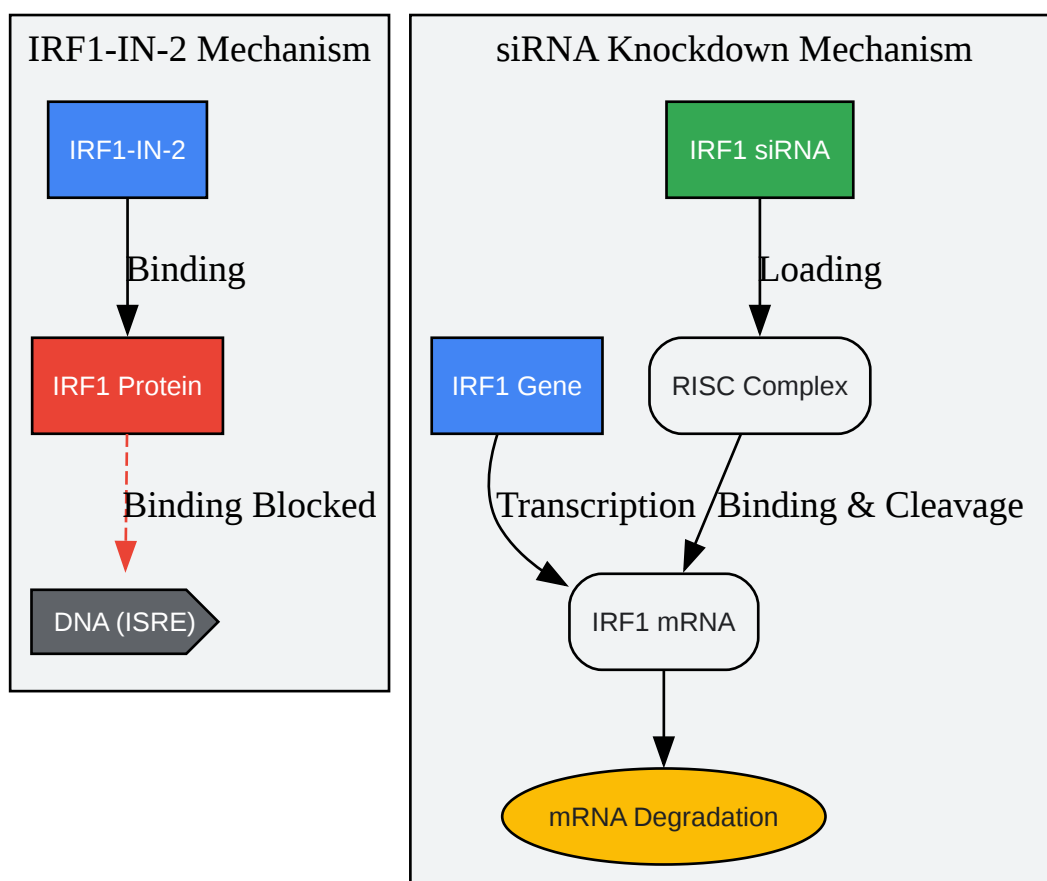 IRF1-IN-2 Mechanism
IRF1-IN-2
Binding
IRF1 Protein
Binding Blocked
DNA (ISRE)
siRNA Knockdown Mechanism
IRF1 siRNA
Loading
IRF1 Gene
RISC Complex
Transcription
Binding & Cleavage
IRF1 mRNA
mRNA Degradation